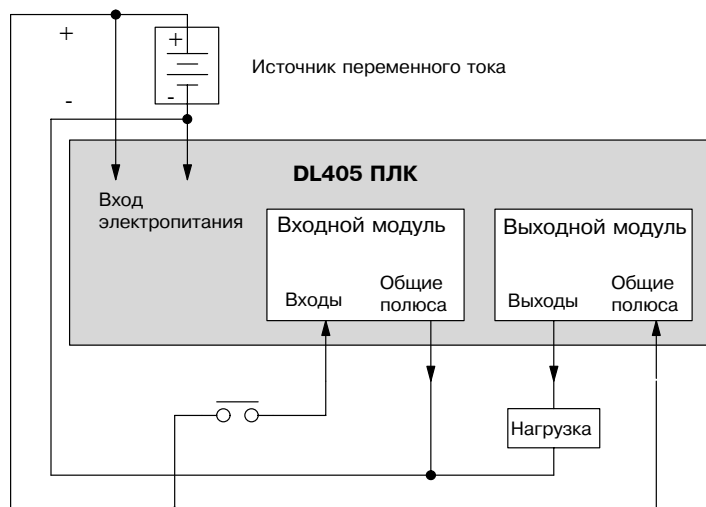 +
+
Источник переменного тока
-
-
DL405 ПЛК
Вход
электропитания
Входной модуль
Выходной модуль
Входы
Общие
полюса
Выходы
Общие
полюса
Нагрузка